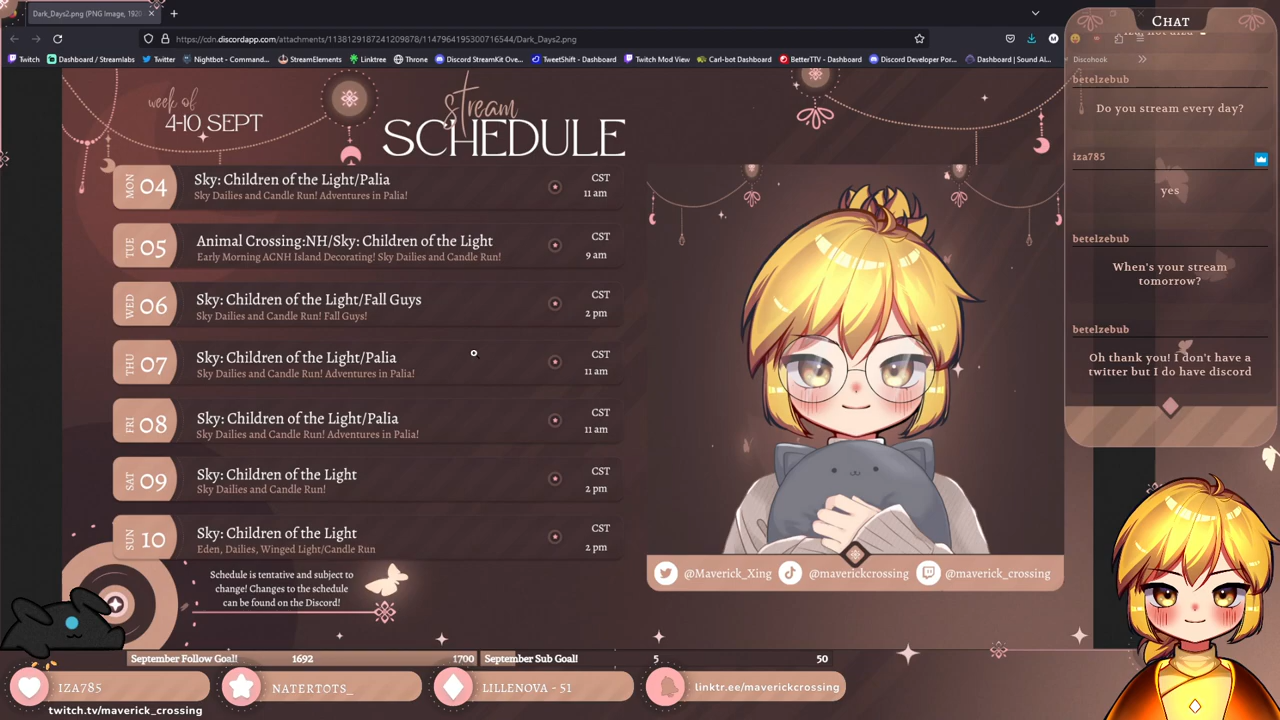 Dark_Days2.png (PNG Image, 1920
https://cdn.discordapp.com/attachments/1138129187241209878/1147964195300716544/Dark_Days2.png
Twitch
Dashboard / Streamlabs
Twitter
Nightbot - Comman...
StreamElements
Linktree
Throne
Discord StreamKit Ove...
TweetShift - Dashboard
Twitch Mod View
Carl-bot Dashboard
BetterTTV - Dashboard
Discord Developer Por...
Dashboard | Sound Al...
Discohook
week of
4-10 SEPT
stream
SCHEDULE
MON
04
Sky: Children of the Light/Palia
Sky Dailies and Candle Run! Adventures in Palia!
CST
11 am
TUE
05
Animal Crossing:NH/Sky: Children of the Light
Early Morning ACNH Island Decorating! Sky Dailies and Candle Run!
CST
9 am
WED
06
Sky: Children of the Light/Fall Guys
Sky Dailies and Candle Run! Fall Guys!
CST
2 pm
THU
07
Sky: Children of the Light/Palia
Sky Dailies and Candle Run! Adventures in Palia!
CST
11 am
FRI
08
Sky: Children of the Light/Palia
Sky Dailies and Candle Run! Adventures in Palia!
CST
11 am
SAT
09
Sky: Children of the Light
Sky Dailies and Candle Run!
CST
2 pm
SUN
10
Sky: Children of the Light
Eden, Dailies, Winged Light/Candle Run
CST
2 pm
Schedule is tentative and subject to
change! Changes to the schedule
can be found on the Discord!
@Maverick_Xing
@maverickcrossing
@maverick_crossing
CHAT
betelzebub
Do you stream every day?
iza785
yes
betelzebub
When's your stream
tomorrow?
betelzebub
Oh thank you! I don't have a
twitter but I do have discord
September Follow Goal!
1692
1700
September Sub Goal!
5
50
IZA785
NATERTOTS_
LILLENOVA - 51
linktr.ee/maverickcrossing
twitch.tv/maverick_crossing